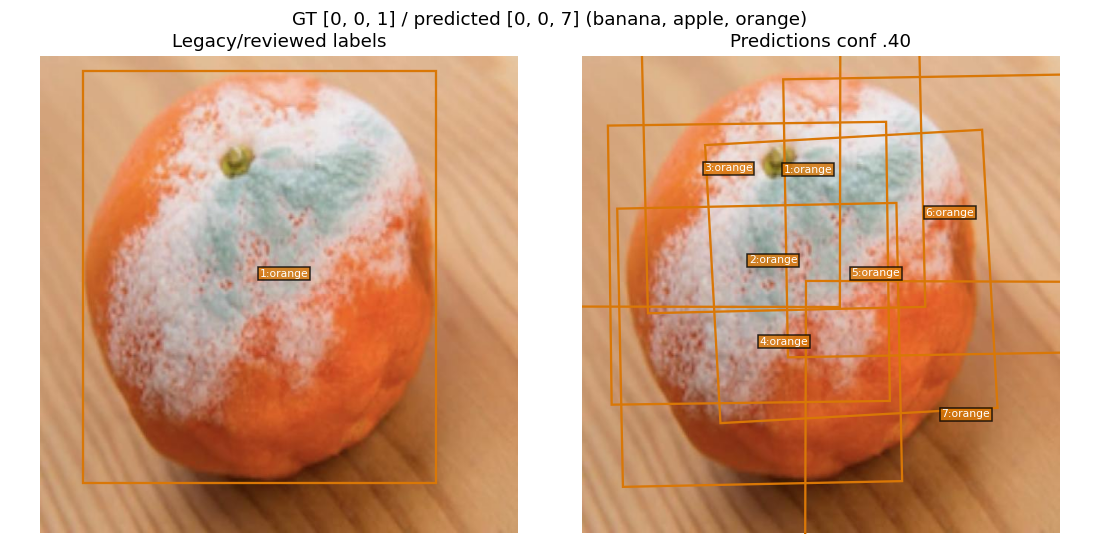 GT [0, 0, 1] / predicted [0, 0, 7] (banana, apple, orange)
Legacy/reviewed labels
Predictions conf .40
1:orange
3:orange
1:orange
6:orange
2:orange
5:orange
4:orange
7:orange